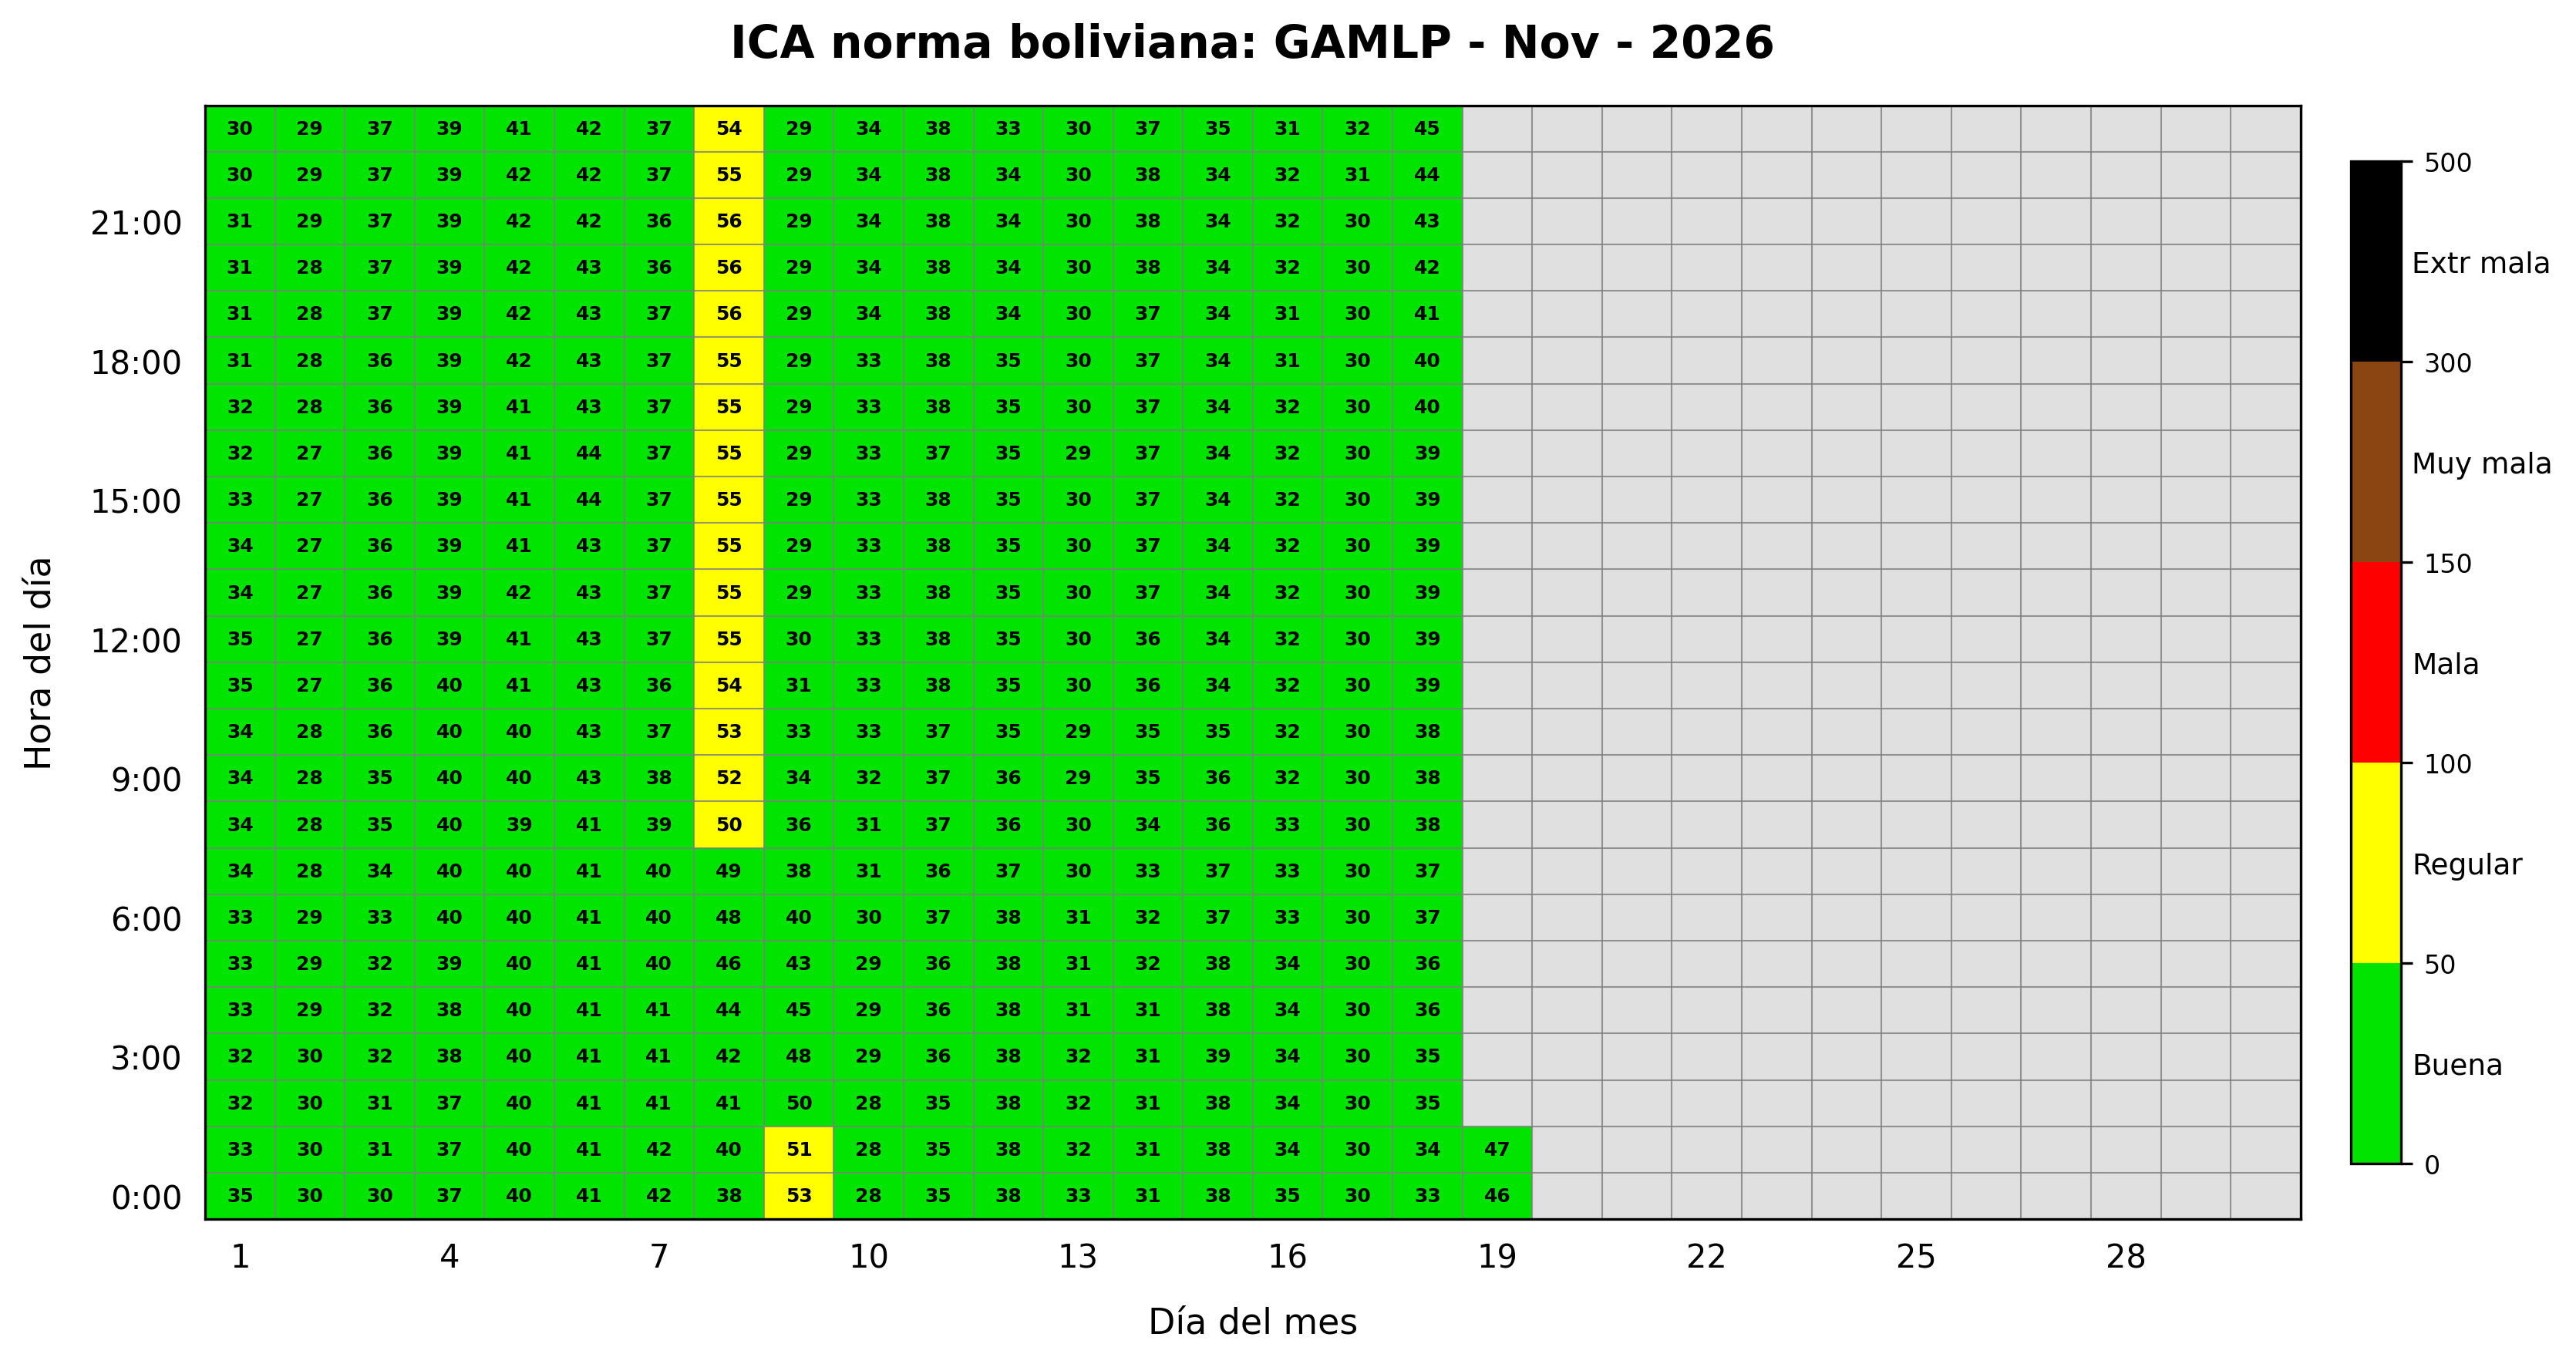 ICA norma boliviana: GAMLP - Nov - 2026
30 29 37 39 41 42 37 54 29 34 38 33 30 37 35 31 32 45
30 29 37 39 42 42 37 55 29 34 38 34 30 38 34 32 31 44
21:00 31 29 37 39 42 42 36 56 29 34 38 34 30 38 34 32 30 43
31 28 37 39 42 43 36 56 29 34 38 34 30 38 34 32 30 42
31 28 37 39 42 43 37 56 29 34 38 34 30 37 34 31 30 41
18:00 31 28 36 39 42 43 37 55 29 33 38 35 30 37 34 31 30 40
32 28 36 39 41 43 37 55 29 33 38 35 30 37 34 32 30 40
32 27 36 39 41 44 37 55 29 33 37 35 29 37 34 32 30 39
15:00 33 27 36 39 41 44 37 55 29 33 38 35 30 37 34 32 30 39
34 27 36 39 41 43 37 55 29 33 38 35 30 37 34 32 30 39
34 27 36 39 42 43 37 55 29 33 38 35 30 37 34 32 30 39
12:00 35 27 36 39 41 43 37 55 30 33 38 35 30 36 34 32 30 39
35 27 36 40 41 43 36 54 31 33 38 35 30 36 34 32 30 39
34 28 36 40 40 43 37 53 33 33 37 35 29 35 35 32 30 38
9:00 34 28 35 40 40 43 38 52 34 32 37 36 29 35 36 32 30 38
34 28 35 40 39 41 39 50 36 31 37 36 30 34 36 33 30 38
34 28 34 40 40 41 40 49 38 31 36 37 30 33 37 33 30 37
6:00 33 29 33 40 40 41 40 48 40 30 37 38 31 32 37 33 30 37
33 29 32 39 40 41 40 46 43 29 36 38 31 32 38 34 30 36
33 29 32 38 40 41 41 44 45 29 36 38 31 31 38 34 30 36
3:00 32 30 32 38 40 41 41 42 48 29 36 38 32 31 39 34 30 35
32 30 31 37 40 41 41 41 50 28 35 38 32 31 38 34 30 35
33 30 31 37 40 41 42 40 51 28 35 38 32 31 38 34 30 34 47
0:00 35 30 30 37 40 41 42 38 53 28 35 38 33 31 38 35 30 33 46
1 4 7 10 13 16 19 22 25 28
Día del mes
Hora del día
500
Extr mala
300
Muy mala
150
Mala
100
Regular
50
Buena
0